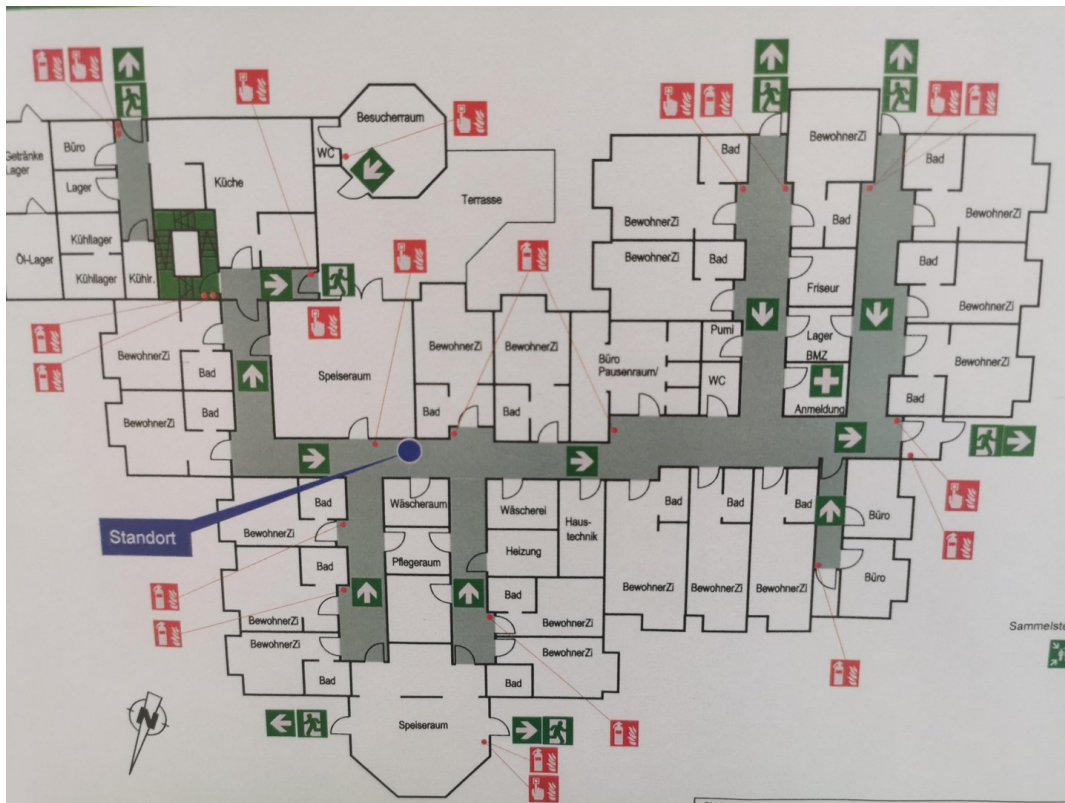 Besucherraum
WC
Büro
Getränke
Lager
Lager
Küche
Terrasse
Öl-Lager
Kühllager
Kühllager
Kühlr.
BewohnerZi
Bad
Bad
BewohnerZi
Bad
BewohnerZi
BewohnerZi
BewohnerZi
Bad
Bad
Bad
BewohnerZi
Friseur
BewohnerZi
Pumi
Lager
BMZ
BewohnerZi
BewohnerZi
BewohnerZi
Büro
Pausenraum/
WC
Bad
Speiseraum
BewohnerZi
Bad
BewohnerZi
Bad
Bad
Bad
Anmeldung
Standort
Bad
Wäscheraum
Wäscherei
Haus-
technik
Bad
Bad
Bad
Büro
BewohnerZi
Bad
Pflegeraum
Heizung
Büro
BewohnerZi
BewohnerZi
BewohnerZi
Bad
BewohnerZi
BewohnerZi
BewohnerZi
BewohnerZi
Bad
Bad
Speiseraum
N